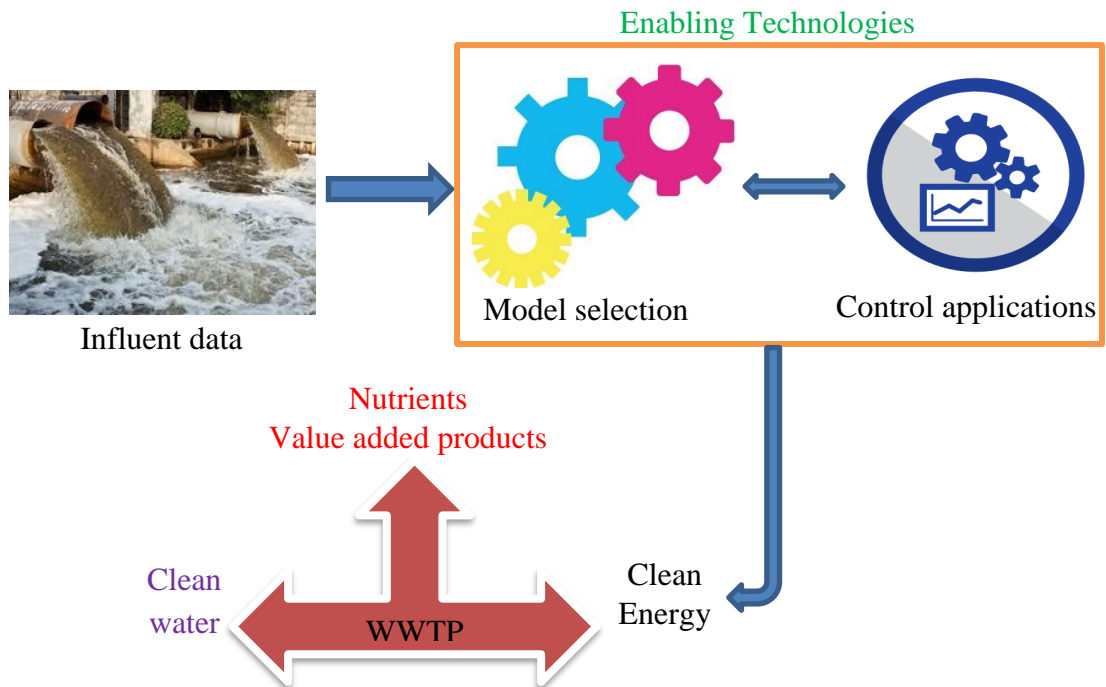 Enabling Technologies
Influent data
Model selection
Control applications
Nutrients
Value added products
Clean
water
WWTP
Clean
Energy